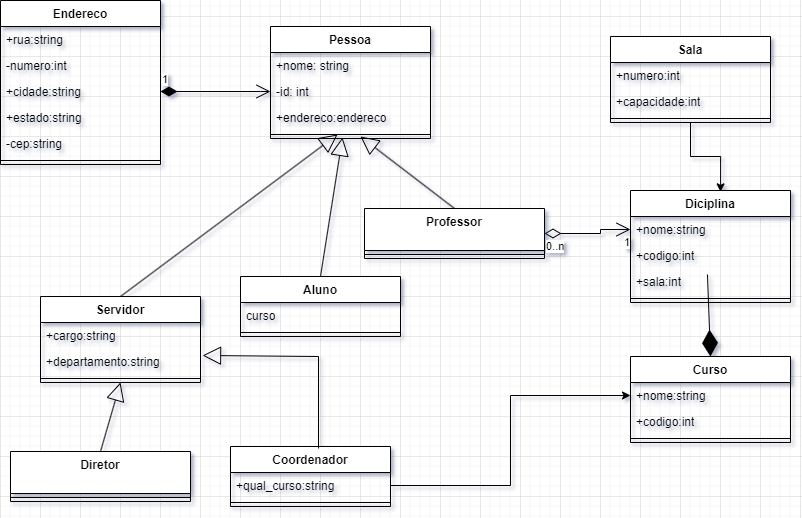 Endereco
+rua:string
-numero:int
+cidade:string
+estado:string
-cep:string
1
Pessoa
+nome: string
-id: int
+endereco:endereco
Sala
+numero:int
+capacidade:int
Professor
0..n
1
Diciplina
+nome:string
+codigo:int
+sala:int
Servidor
+cargo:string
+departamento:string
Aluno
curso
Curso
+nome:string
+codigo:int
Diretor
Coordenador
+qual_curso:string